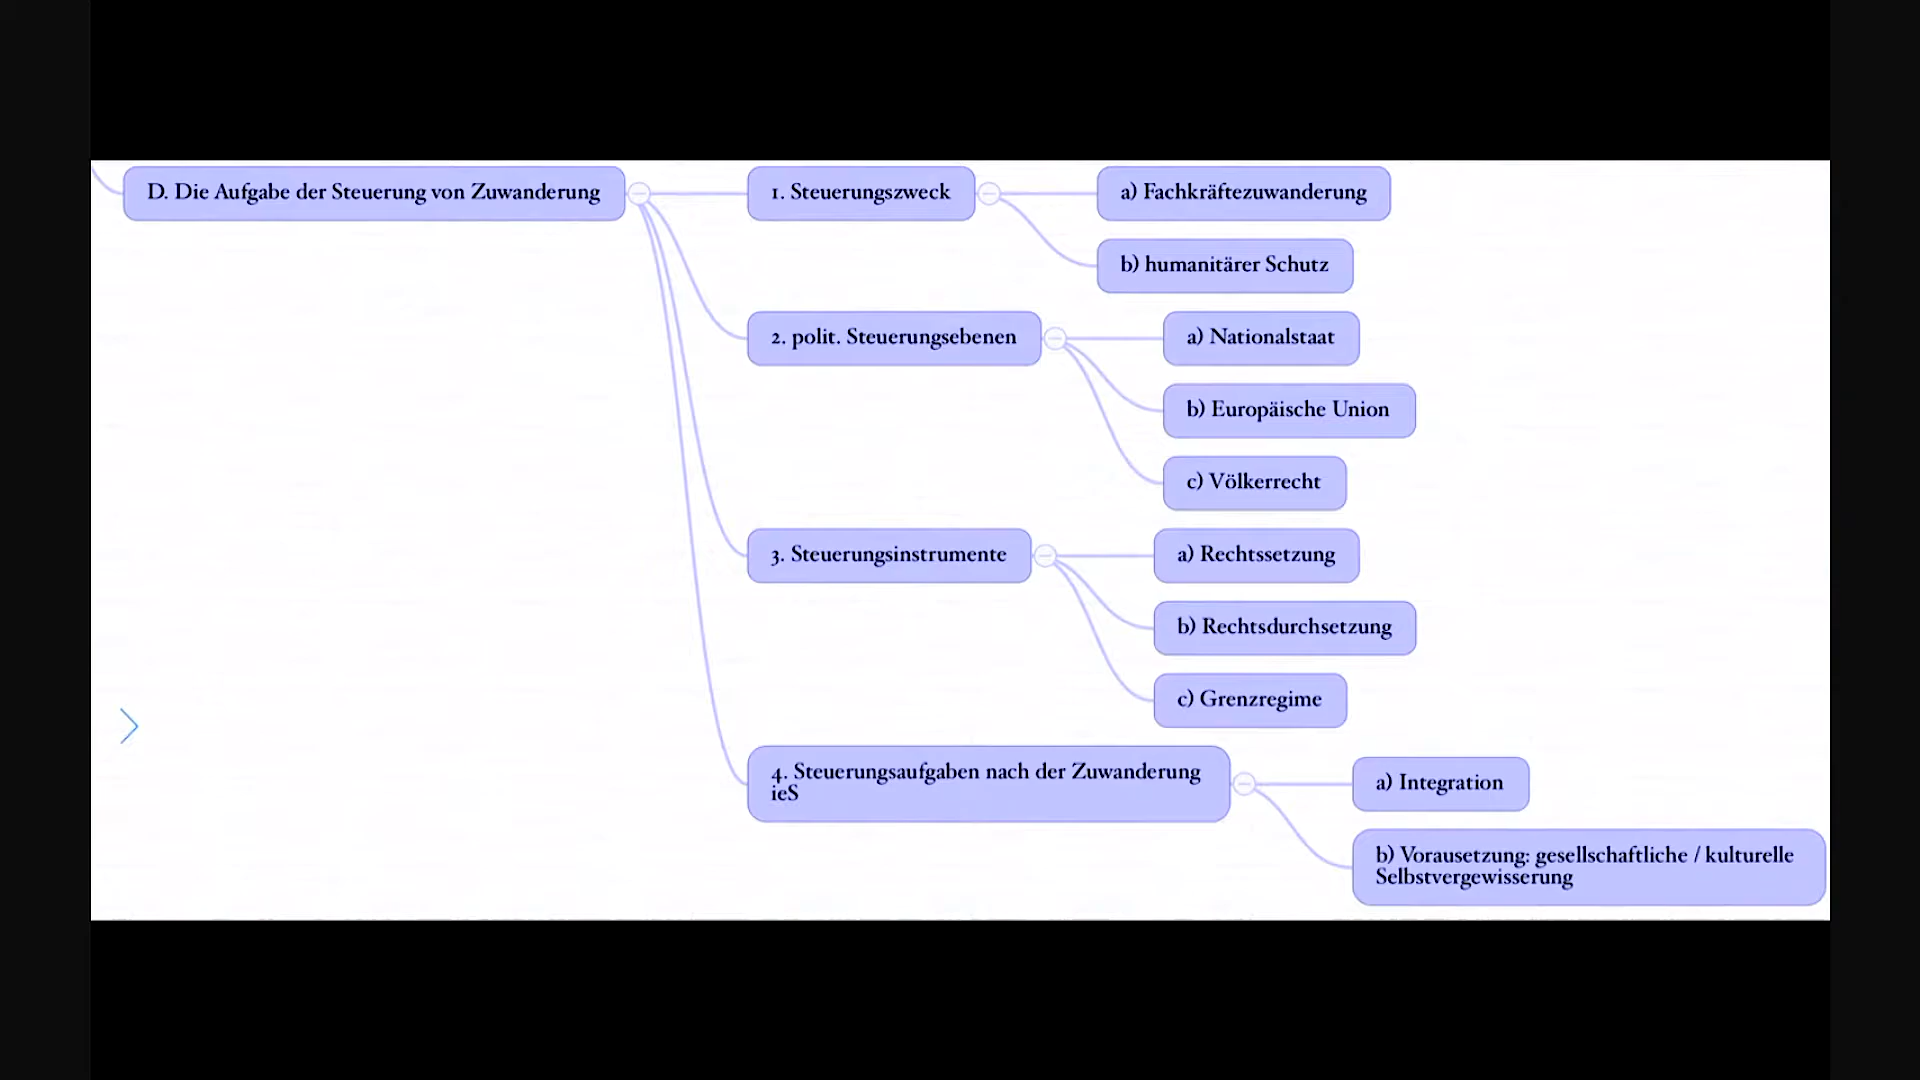 D. Die Aufgabe der Steuerung von Zuwanderung
1. Steuerungszweck
a) Fachkräftezuwanderung
b) humanitärer Schutz
2. polit. Steuerungsebenen
a) Nationalstaat
b) Europäische Union
c) Völkerrecht
3. Steuerungsinstrumente
a) Rechtssetzung
b) Rechtsdurchsetzung
c) Grenzregime
4. Steuerungsaufgaben nach der Zuwanderung
ieS
a) Integration
b) Vorausetzung: gesellschaftliche / kulturelle
Selbstvergewisserung